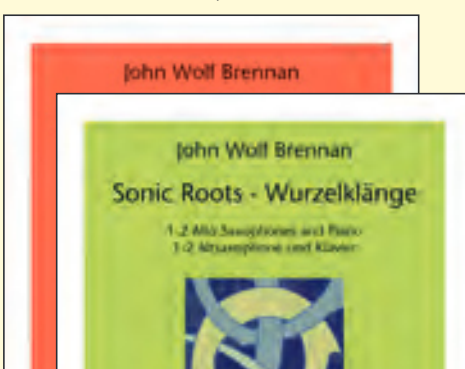 John Wolf Brennan
John Wolf Brennan
Sonic Roots - Wurzelklänge
1-2 Alto Saxophones and Piano
1-2 Altsaxophone und Klavier